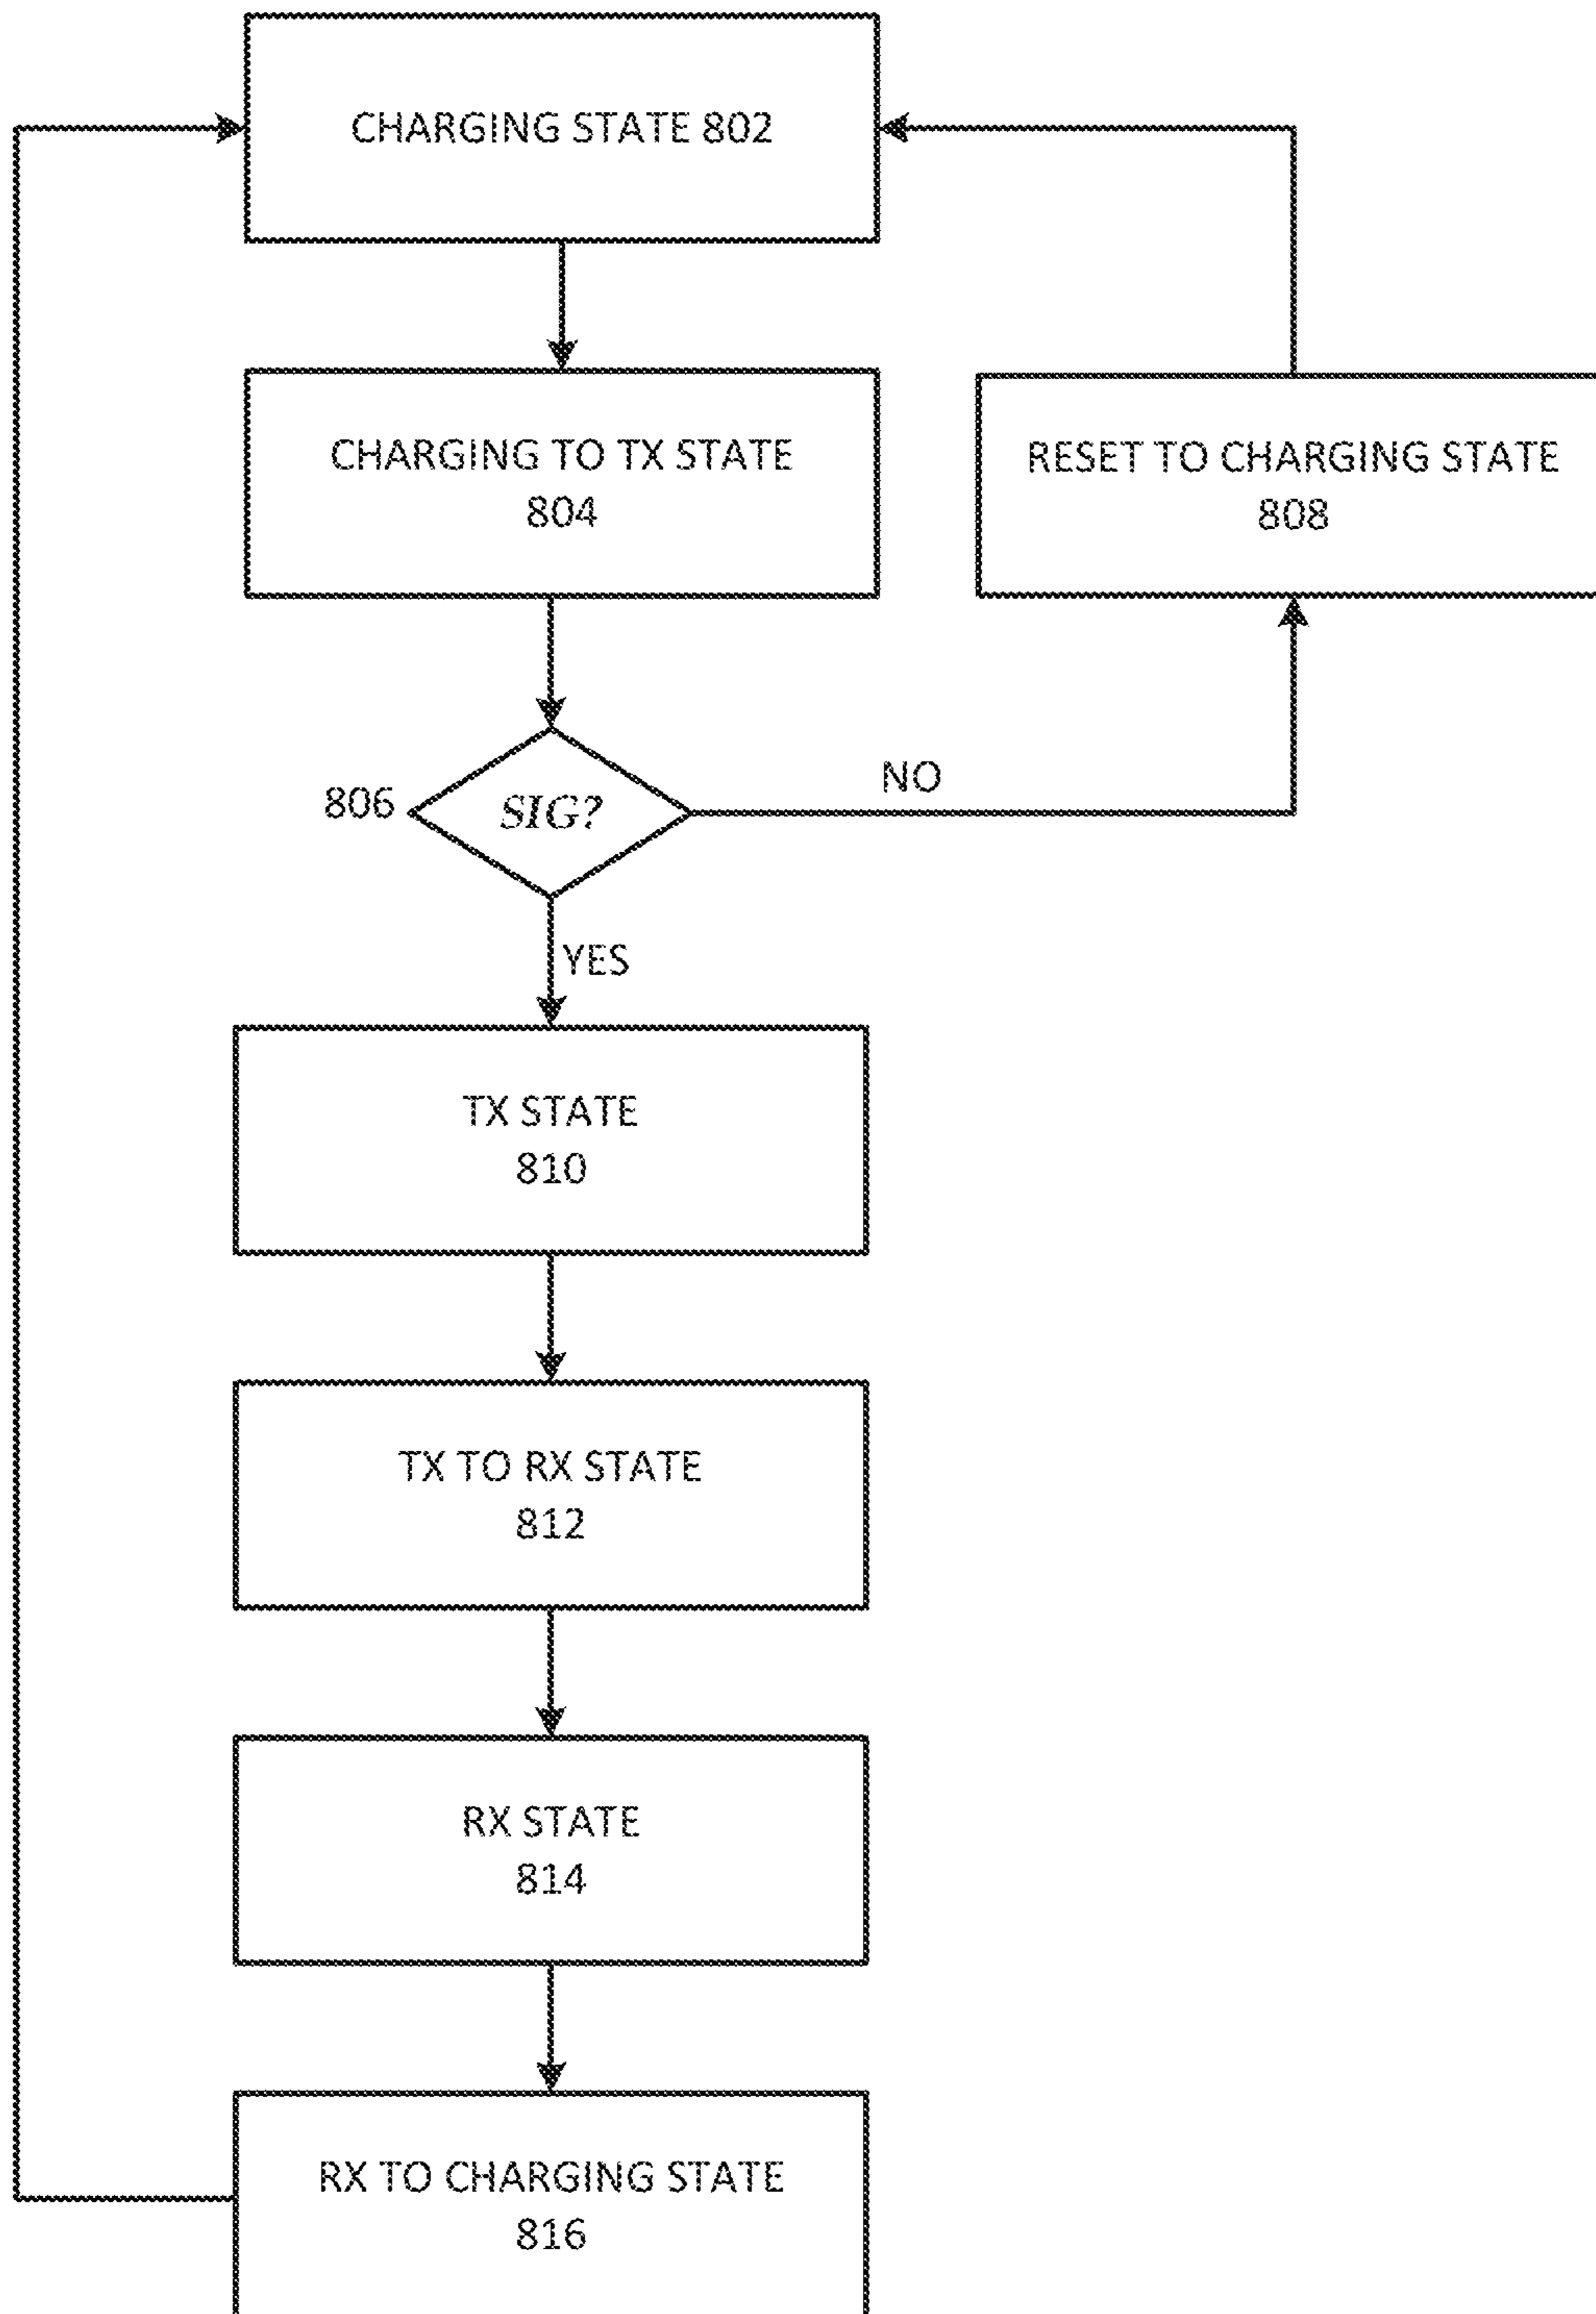 CHARGING STATE 802
CHARGING TO TX STATE
804
RESET TO CHARGING STATE
808
806
SIG?
NO
YES
TX STATE
810
TX TO RX STATE
812
RX STATE
814
RX TO CHARGING STATE
816